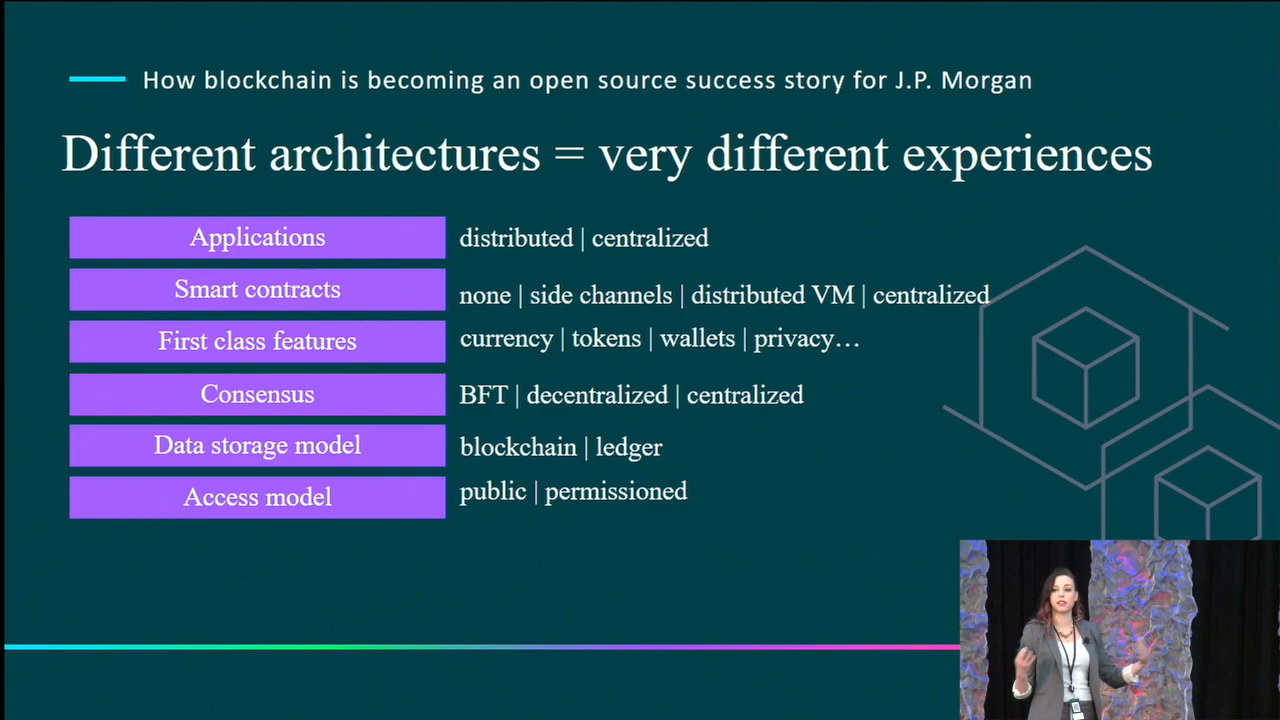 How blockchain is becoming an open source success story for J.P. Morgan
Different architectures = very different experiences
Applications
distributed | centralized
Smart contracts
none | side channels | distributed VM | centralized
First class features
currency | tokens | wallets | privacy…
Consensus
BFT | decentralized | centralized
Data storage model
blockchain | ledger
Access model
public | permissioned